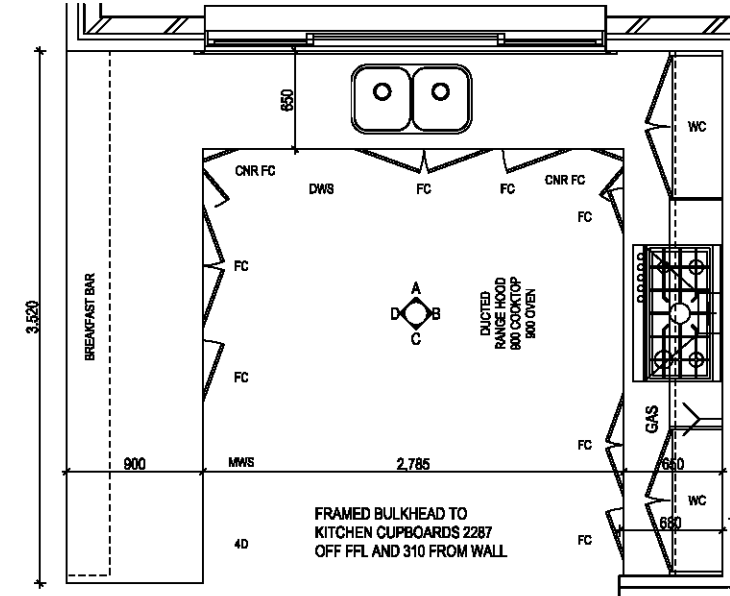 650
WC
CNR FC
DWS
FC
FC
CNR FC
FC
FC
BREAKFAST BAR
3,520
A
D
B
C
DUCTED
RANGE HOOD
900 COOKTOP
900 OVEN
FC
GAS
FC
900
MWS
2,785
650
WC
FRAMED BULKHEAD TO
KITCHEN CUPBOARDS 2287
OFF FFL AND 310 FROM WALL
680
4D
FC